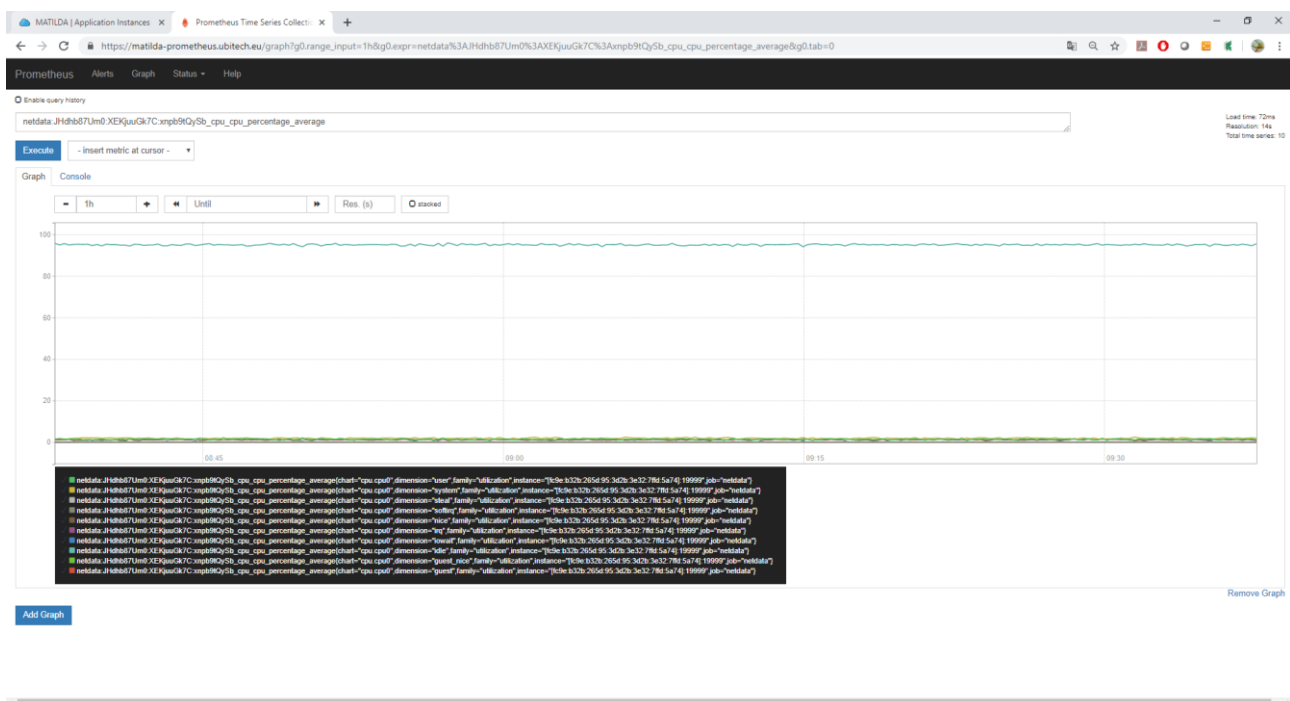 MATILDA | Application Instances
Prometheus Time Series Collectio
https://matilda-prometheus.ubitech.eu/graph?g0.range_input=1h&g0.expr=netdata%3AJHdhb87Um0%3AXEKjuuGk7C%3Axnpb9tQySb_cpu_cpu_percentage_average&g0.tab=0
Prometheus Alerts Graph Status Help
Enable query history
netdata:JHdhb87Um0:XEKjuuGk7C:xnpb9tQySb_cpu_cpu_percentage_average
Load time: 72ms
Resolution: 14s
Total time series: 10
Execute - insert metric at cursor -
Graph Console
1h Until Res. (s) stacked
100
80
60
40
20
0
08:45 09:00 09:15 09:30
netdata:JHdhb87Um0:XEKjuuGk7C:xnpb9tQySb_cpu_cpu_percentage_average{chart="cpu.cpu0",dimension="user",family="utilization",instance="[fc9e:b32b:265d:95:3d2b:3e32:7ffd:5a74]:19999",job="netdata"}
netdata:JHdhb87Um0:XEKjuuGk7C:xnpb9tQySb_cpu_cpu_percentage_average{chart="cpu.cpu0",dimension="system",family="utilization",instance="[fc9e:b32b:265d:95:3d2b:3e32:7ffd:5a74]:19999",job="netdata"}
netdata:JHdhb87Um0:XEKjuuGk7C:xnpb9tQySb_cpu_cpu_percentage_average{chart="cpu.cpu0",dimension="steal",family="utilization",instance="[fc9e:b32b:265d:95:3d2b:3e32:7ffd:5a74]:19999",job="netdata"}
netdata:JHdhb87Um0:XEKjuuGk7C:xnpb9tQySb_cpu_cpu_percentage_average{chart="cpu.cpu0",dimension="softirq",family="utilization",instance="[fc9e:b32b:265d:95:3d2b:3e32:7ffd:5a74]:19999",job="netdata"}
netdata:JHdhb87Um0:XEKjuuGk7C:xnpb9tQySb_cpu_cpu_percentage_average{chart="cpu.cpu0",dimension="nice",family="utilization",instance="[fc9e:b32b:265d:95:3d2b:3e32:7ffd:5a74]:19999",job="netdata"}
netdata:JHdhb87Um0:XEKjuuGk7C:xnpb9tQySb_cpu_cpu_percentage_average{chart="cpu.cpu0",dimension="irq",family="utilization",instance="[fc9e:b32b:265d:95:3d2b:3e32:7ffd:5a74]:19999",job="netdata"}
netdata:JHdhb87Um0:XEKjuuGk7C:xnpb9tQySb_cpu_cpu_percentage_average{chart="cpu.cpu0",dimension="iowait",family="utilization",instance="[fc9e:b32b:265d:95:3d2b:3e32:7ffd:5a74]:19999",job="netdata"}
netdata:JHdhb87Um0:XEKjuuGk7C:xnpb9tQySb_cpu_cpu_percentage_average{chart="cpu.cpu0",dimension="idle",family="utilization",instance="[fc9e:b32b:265d:95:3d2b:3e32:7ffd:5a74]:19999",job="netdata"}
netdata:JHdhb87Um0:XEKjuuGk7C:xnpb9tQySb_cpu_cpu_percentage_average{chart="cpu.cpu0",dimension="guest_nice",family="utilization",instance="[fc9e:b32b:265d:95:3d2b:3e32:7ffd:5a74]:19999",job="netdata"}
netdata:JHdhb87Um0:XEKjuuGk7C:xnpb9tQySb_cpu_cpu_percentage_average{chart="cpu.cpu0",dimension="guest",family="utilization",instance="[fc9e:b32b:265d:95:3d2b:3e32:7ffd:5a74]:19999",job="netdata"}
Remove Graph
Add Graph